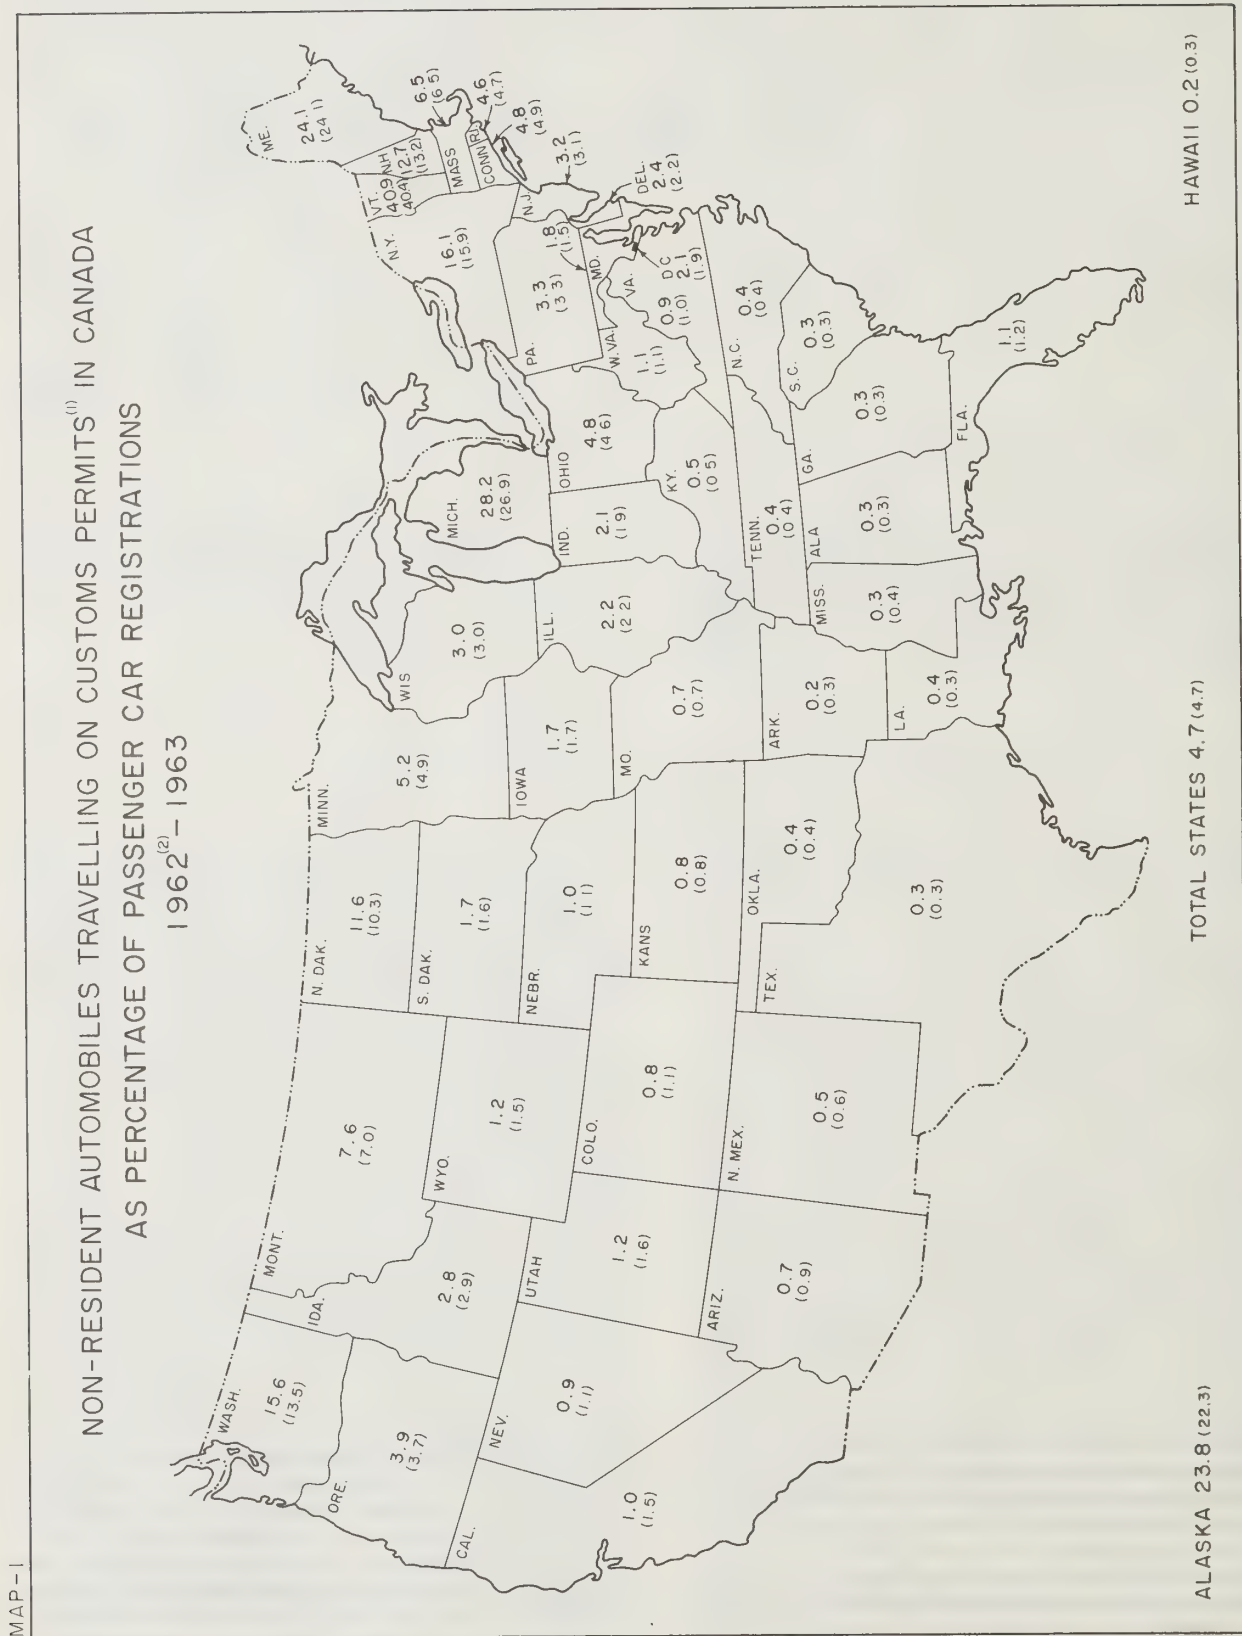 MAP-1
NON-RESIDENT AUTOMOBILES TRAVELLING ON CUSTOMS PERMITS(1) IN CANADA
AS PERCENTAGE OF PASSENGER CAR REGISTRATIONS
1962(2)-1963
WASH.
15.6
(13.5)
ORE.
3.9
(3.7)
CAL.
1.0
(1.5)
NEV.
0.9
(1.1)
IDA.
2.8
(2.9)
MONT.
7.6
(7.0)
WYO.
1.2
(1.5)
UTAH
1.2
(1.6)
ARIZ.
0.7
(0.9)
COLO.
0.8
(1.1)
N. MEX.
0.5
(0.6)
N. DAK.
11.6
(10.3)
S. DAK.
1.7
(1.6)
NEBR.
1.0
(1 1)
KANS
0.8
(0.8)
OKLA.
0.4
(0.4)
TEX.
0.3
(0.3)
MINN.
5.2
(4.9)
IOWA
1.7
(1.7)
MO.
0.7
(0.7)
ARK.
0.2
(0.3)
LA.
0.4
(0.3)
WIS
3.0
(3.0)
ILL.
2.2
(2 2)
MISS.
0.3
(0.4)
MICH.
28.2
(26.9)
IND.
2.1
(1 9)
OHIO
4.8
(4 6)
KY.
0.5
(0 5)
TENN.
0.4
(0 4)
ALA
0.3
(0.3)
GA.
0.3
(0.3)
FLA.
1.1
(1.2)
S.C.
0.3
(0.3)
N.C.
0.4
(0 4)
W.VA.
1.1
(1.1)
VA.
0.9
(1.0)
DC
2.1
(1.9)
MD.
1.8
(1.5)
DEL.
2.4
(2.2)
PA.
3.3
(3 3)
N.J.
3.2
(3.1)
N.Y.
16.1
(15.9)
VT.
40.9
(40.4)
NH
12.7
(13.2)
ME.
24.1
(24 1)
MASS
6.5
(6.5)
R.I.
4.6
(4.7)
CONN
4.8
(4.9)
ALASKA 23.8 (22.3)
TOTAL STATES 4.7 (4.7)
HAWAII 0.2 (0.3)